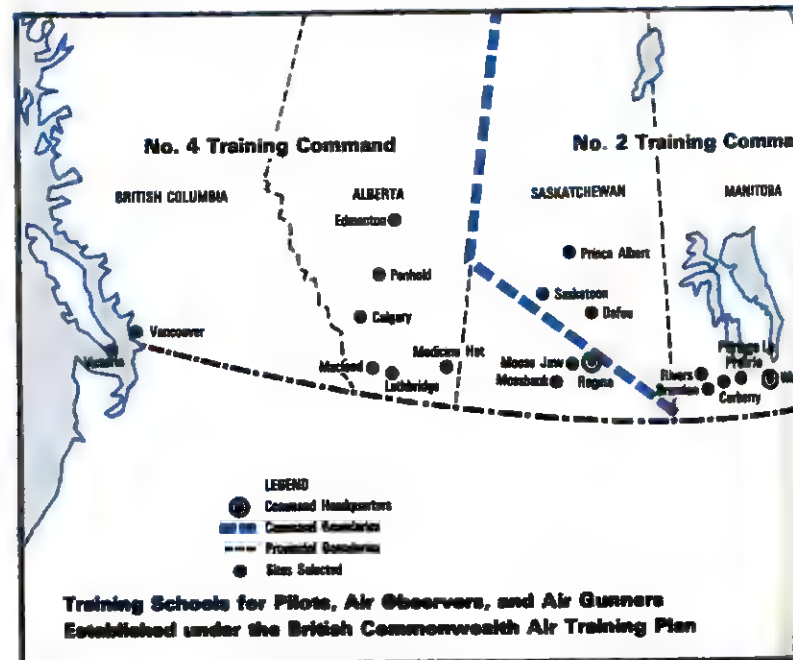 No. 4 Training Command
No. 2 Training Comma
BRITISH COLUMBIA
ALBERTA
SASKATCHEWAN
MANITOBA
Edmonton
Prince Albert
Penhold
Saskatoon
Calgary
Dafoe
Vancouver
Victoria
Macleod
Medicine Hat
Lethbridge
Moose Jaw
Mossbank
Regina
Portage La
Prairie
Rivers
Brandon
Carberry
LEGEND
Command Headquarters
Command Boundaries
Provincial Boundaries
Sites Selected
Training Schools for Pilots, Air Observers, and Air Gunners
Established under the British Commonwealth Air Training Plan